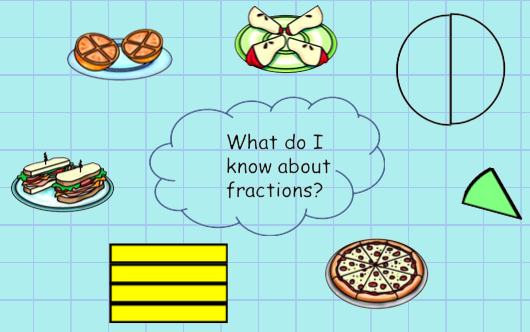 What do I
know about
fractions?